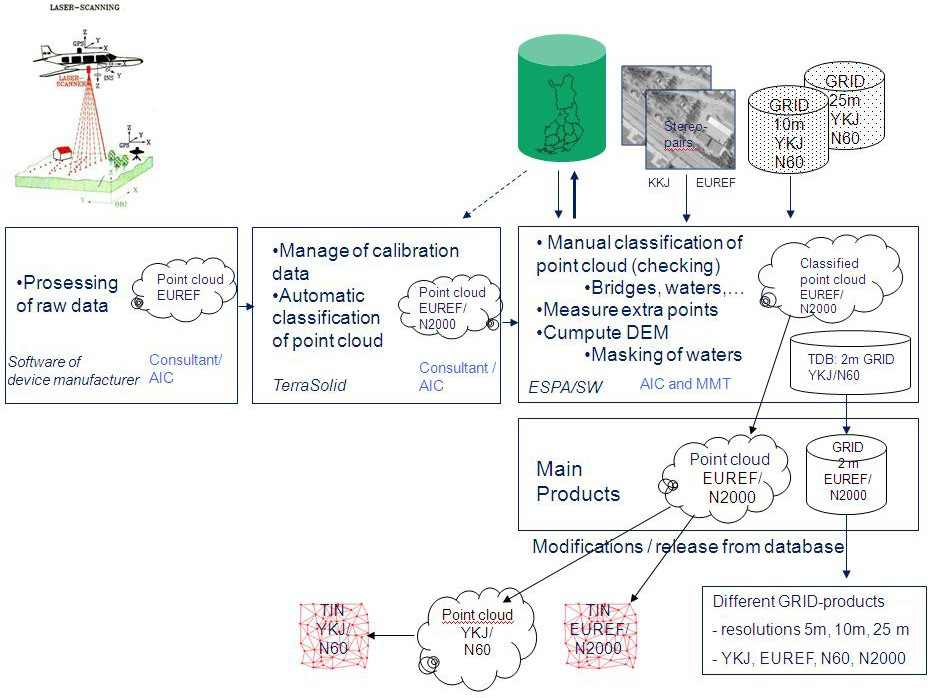 LASER-SCANNING
Z
GPS
Y
X
LASER-
SCANNER
X
INS
Y
Z
Z
GPS
Y
X
Z
X
Y
OBJ
Stereo-
pairs
KKJ EUREF
GRID
10m
YKJ
N60
GRID
25m
YKJ
N60
•Prosessing
of raw data
Point cloud
EUREF
Software of
device manufacturer
Consultant/
AIC
•Manage of calibration
data
•Automatic
classification
of point cloud
Point cloud
EUREF/
N2000
TerraSolid
Consultant /
AIC
• Manual classification of
point cloud (checking)
•Bridges, waters,…
•Measure extra points
•Cumpute DEM
•Masking of waters
ESPA/SW
AIC and MMT
Classified
point cloud
EUREF/
N2000
TDB: 2m GRID
YKJ/N60
Main
Products
Point cloud
EUREF/
N2000
GRID
2 m
EUREF/
N2000
Modifications / release from database
TIN
YKJ/
N60
Point cloud
YKJ/
N60
TIN
EUREF/
N2000
Different GRID-products
- resolutions 5m, 10m, 25 m
- YKJ, EUREF, N60, N2000